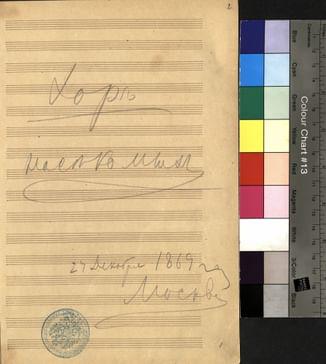 2
Хоръ
насѣкомыхъ
27 Декабря 1869 г.
Москва
Colour Chart #13
Blue
Cyan
Green
Yellow
Red
Magenta
White
3/Color
Black